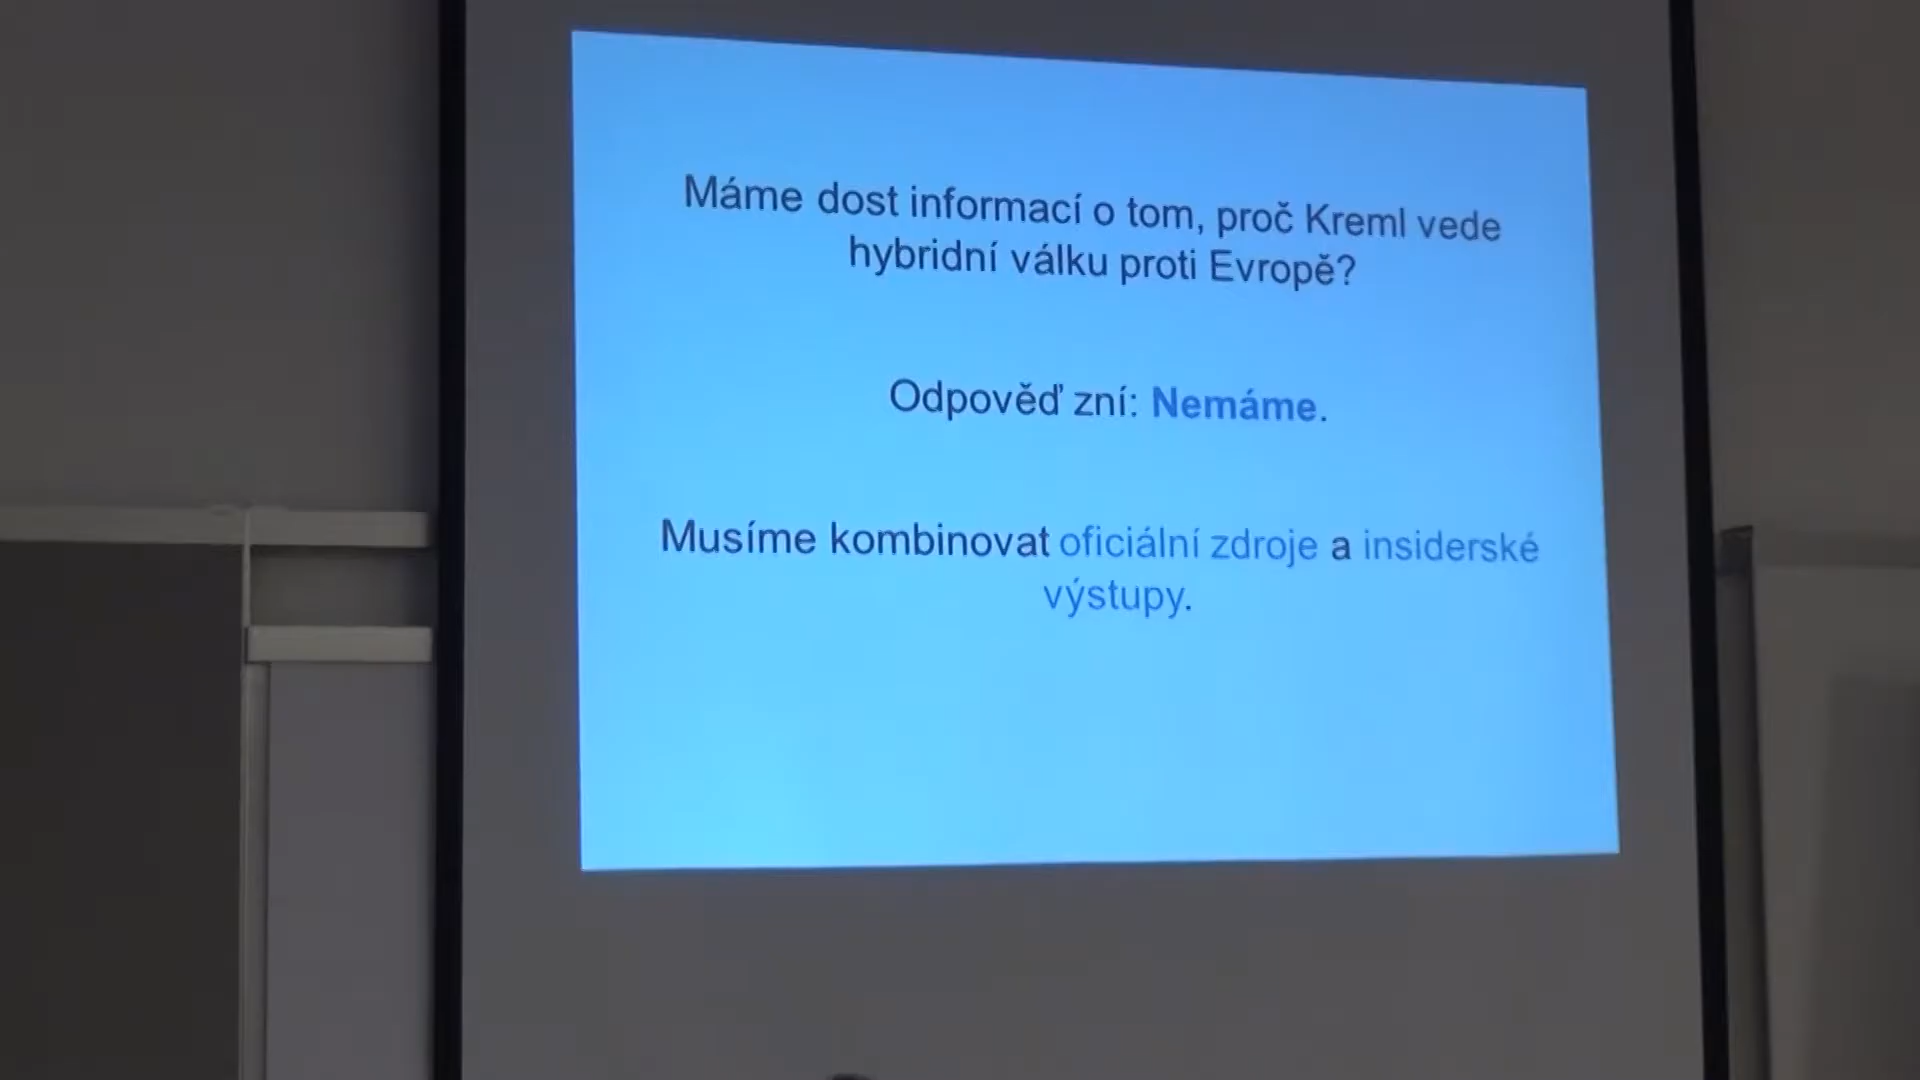 Máme dost informací o tom, proč Kreml vede
hybridní válku proti Evropě?
Odpověď zní: Nemáme.
Musíme kombinovat oficiální zdroje a insiderské
výstupy.